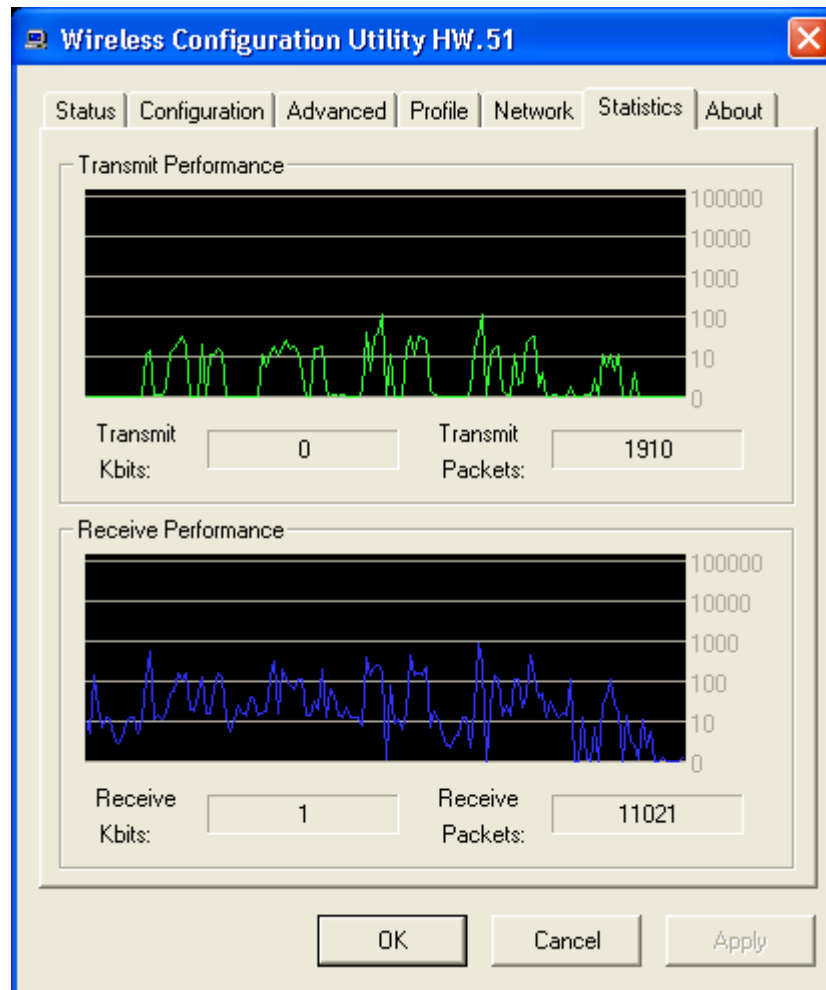 Wireless Configuration Utility HW.51
Status Configuration Advanced Profile Network Statistics About
Transmit Performance
100000
10000
1000
100
10
0
Transmit Kbits: 0 Transmit Packets: 1910
Receive Performance
100000
10000
1000
100
10
0
Receive Kbits: 1 Receive Packets: 11021
OK Cancel Apply